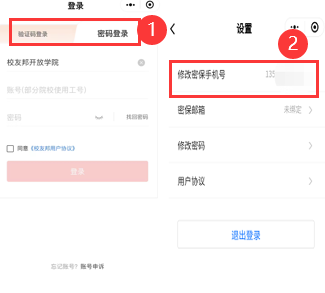 登录
验证码登录
密码登录
1
校友邦开放学院
账号(部分院校使用工号)
密码
找回密码
同意《校友邦用户协议》
登录
忘记账号? 账号申诉
设置
2
修改密保手机号
密保邮箱
未绑定
修改密码
用户协议
退出登录